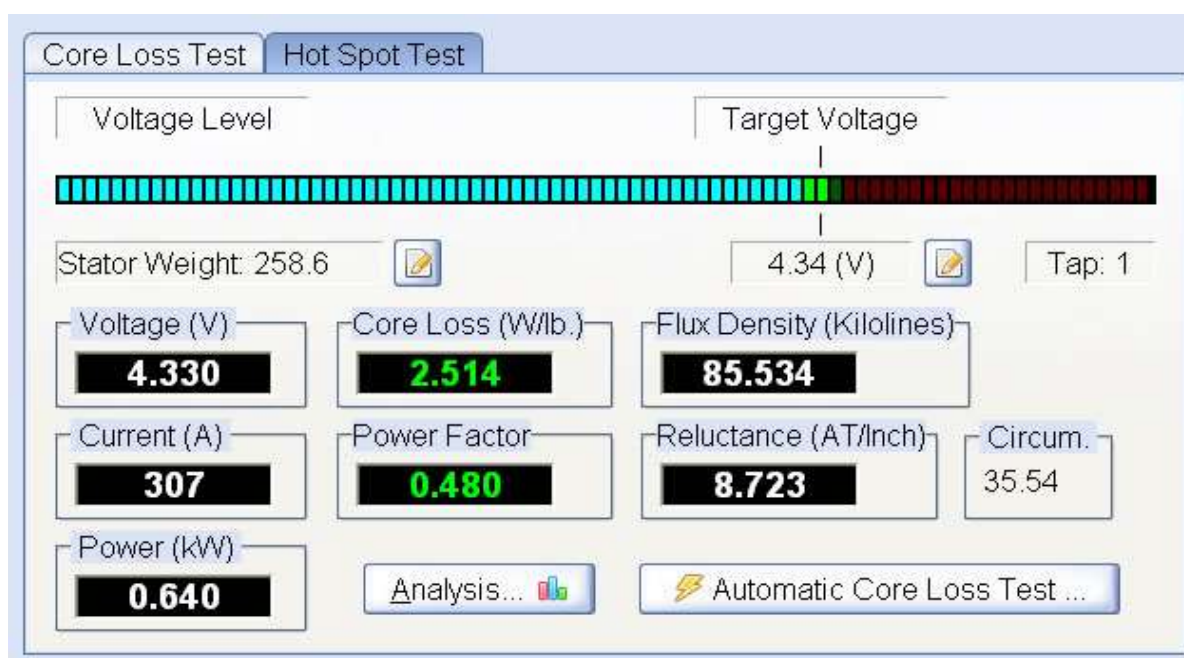 Core Loss Test Hot Spot Test
Voltage Level Target Voltage
Stator Weight: 258.6 4.34 (V) Tap: 1
Voltage (V) Core Loss (W/lb.) Flux Density (Kilolines)
4.330 2.514 85.534
Current (A) Power Factor Reluctance (AT/Inch) Circum.
307 0.480 8.723 35.54
Power (kW)
0.640 Analysis... Automatic Core Loss Test ...